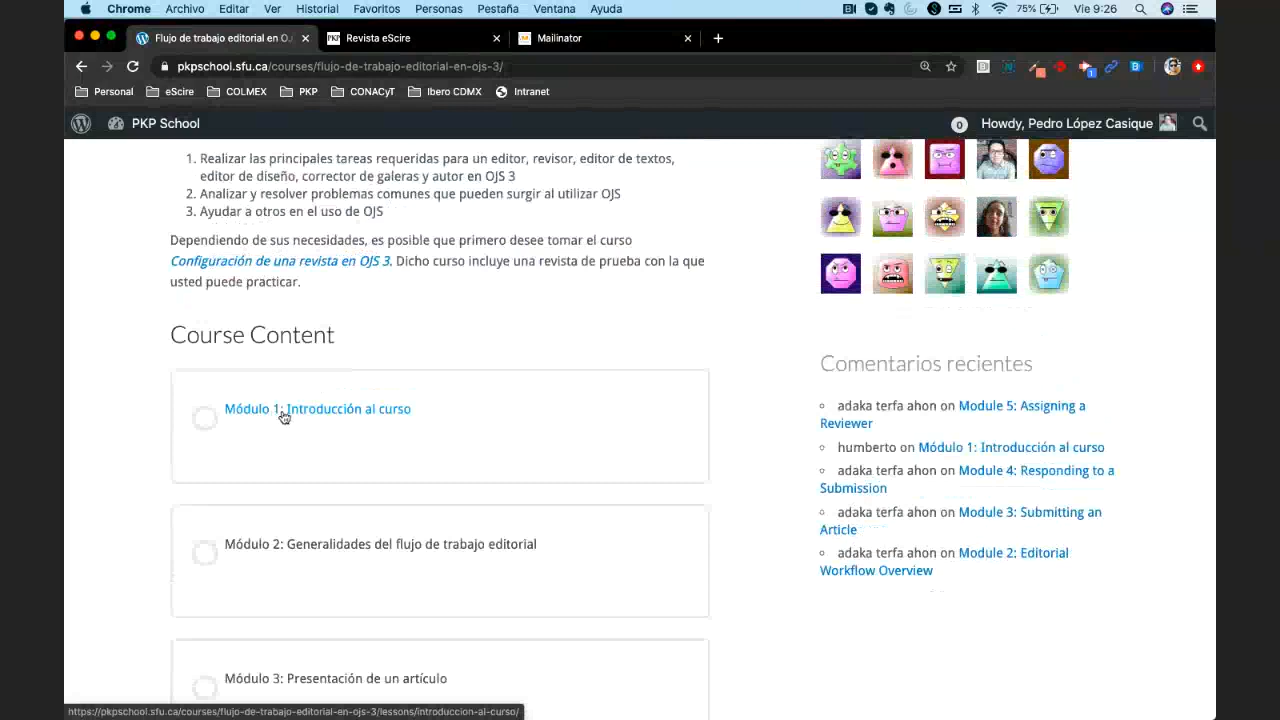 Chrome Archivo Editar Ver Historial Favoritos Personas Pestaña Ventana Ayuda 75% Vie 9:26
Flujo de trabajo editorial en O. PKP Revista eScire Mailinator
pkpschool.sfu.ca/courses/flujo-de-trabajo-editorial-en-ojs-3/
Personal eScire COLMEX PKP CONACyT Ibero CDMX Intranet
PKP School 0 Howdy, Pedro López Casique
1. Realizar las principales tareas requeridas para un editor, revisor, editor de textos,
editor de diseño, corrector de galeras y autor en OJS 3
2. Analizar y resolver problemas comunes que pueden surgir al utilizar OJS
3. Ayudar a otros en el uso de OJS
Dependiendo de sus necesidades, es posible que primero desee tomar el curso
Configuración de una revista en OJS 3. Dicho curso incluye una revista de prueba con la que
usted puede practicar.
Course Content
Módulo 1: Introducción al curso
Módulo 2: Generalidades del flujo de trabajo editorial
Módulo 3: Presentación de un artículo
Comentarios recientes
adaka terfa ahon on Module 5: Assigning a
Reviewer
humberto on Módulo 1: Introducción al curso
adaka terfa ahon on Module 4: Responding to a
Submission
adaka terfa ahon on Module 3: Submitting an
Article
adaka terfa ahon on Module 2: Editorial
Workflow Overview
https://pkpschool.sfu.ca/courses/flujo-de-trabajo-editorial-en-ojs-3/lessons/introduccion-al-curso/